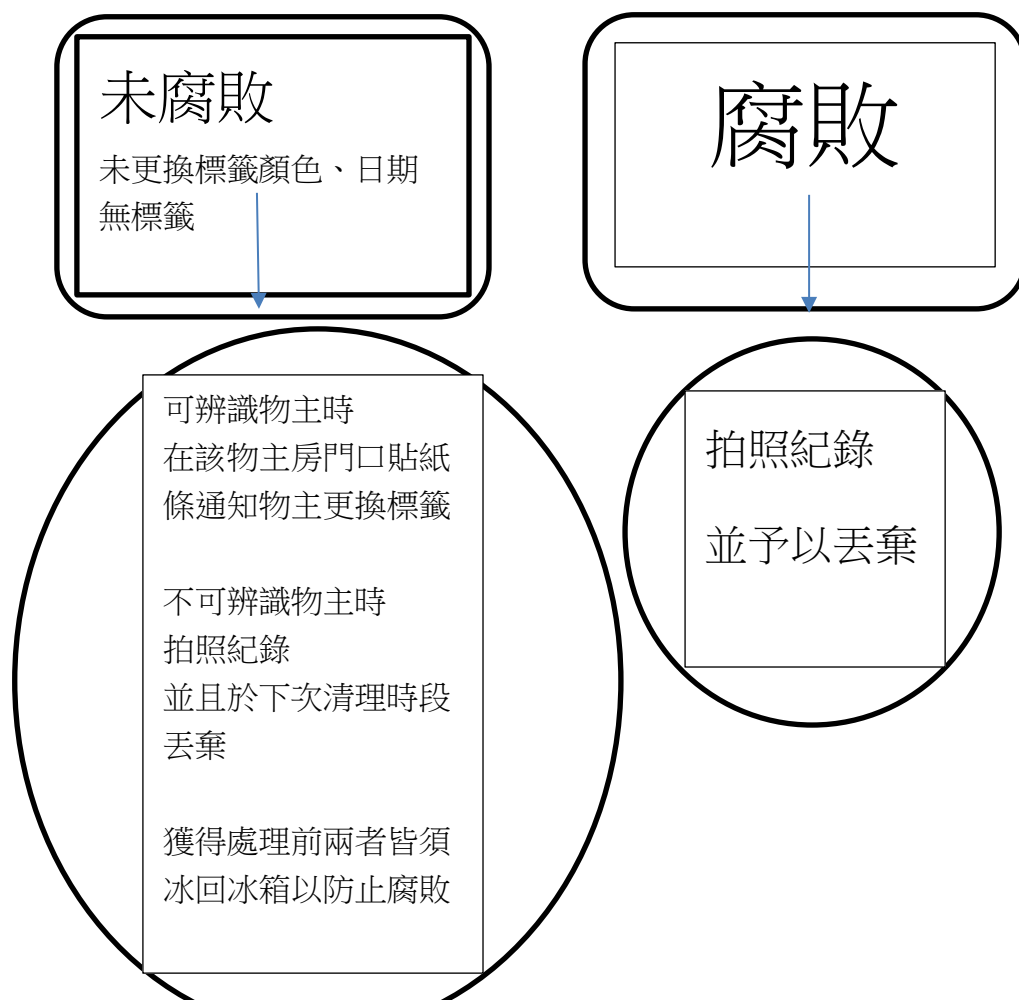 未腐敗
未更換標籤顏色、日期
無標籤
腐敗
可辨識物主時
在該物主房門口貼紙
條通知物主更換標籤
不可辨識物主時
拍照紀錄
並且於下次清理時段
丟棄
獲得處理前兩者皆須
冰回冰箱以防止腐敗
拍照紀錄
並予以丟棄